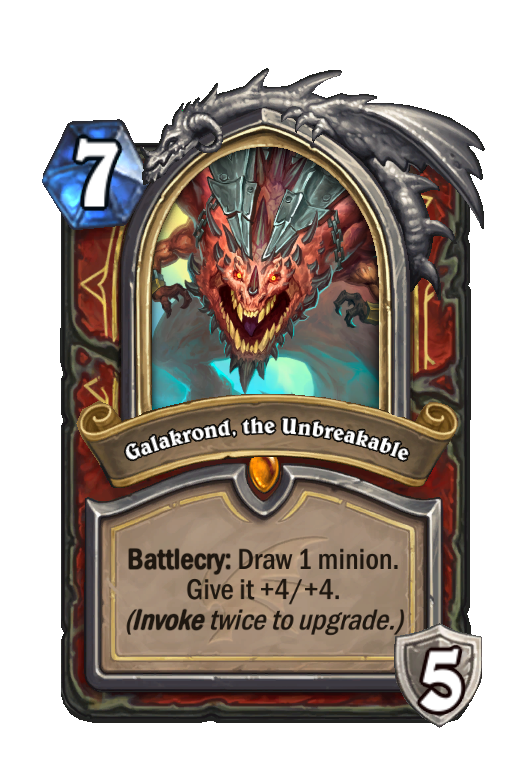 7
Galakrond, the Unbreakable
Battlecry: Draw 1 minion.
Give it +4/+4.
(Invoke twice to upgrade.)
5